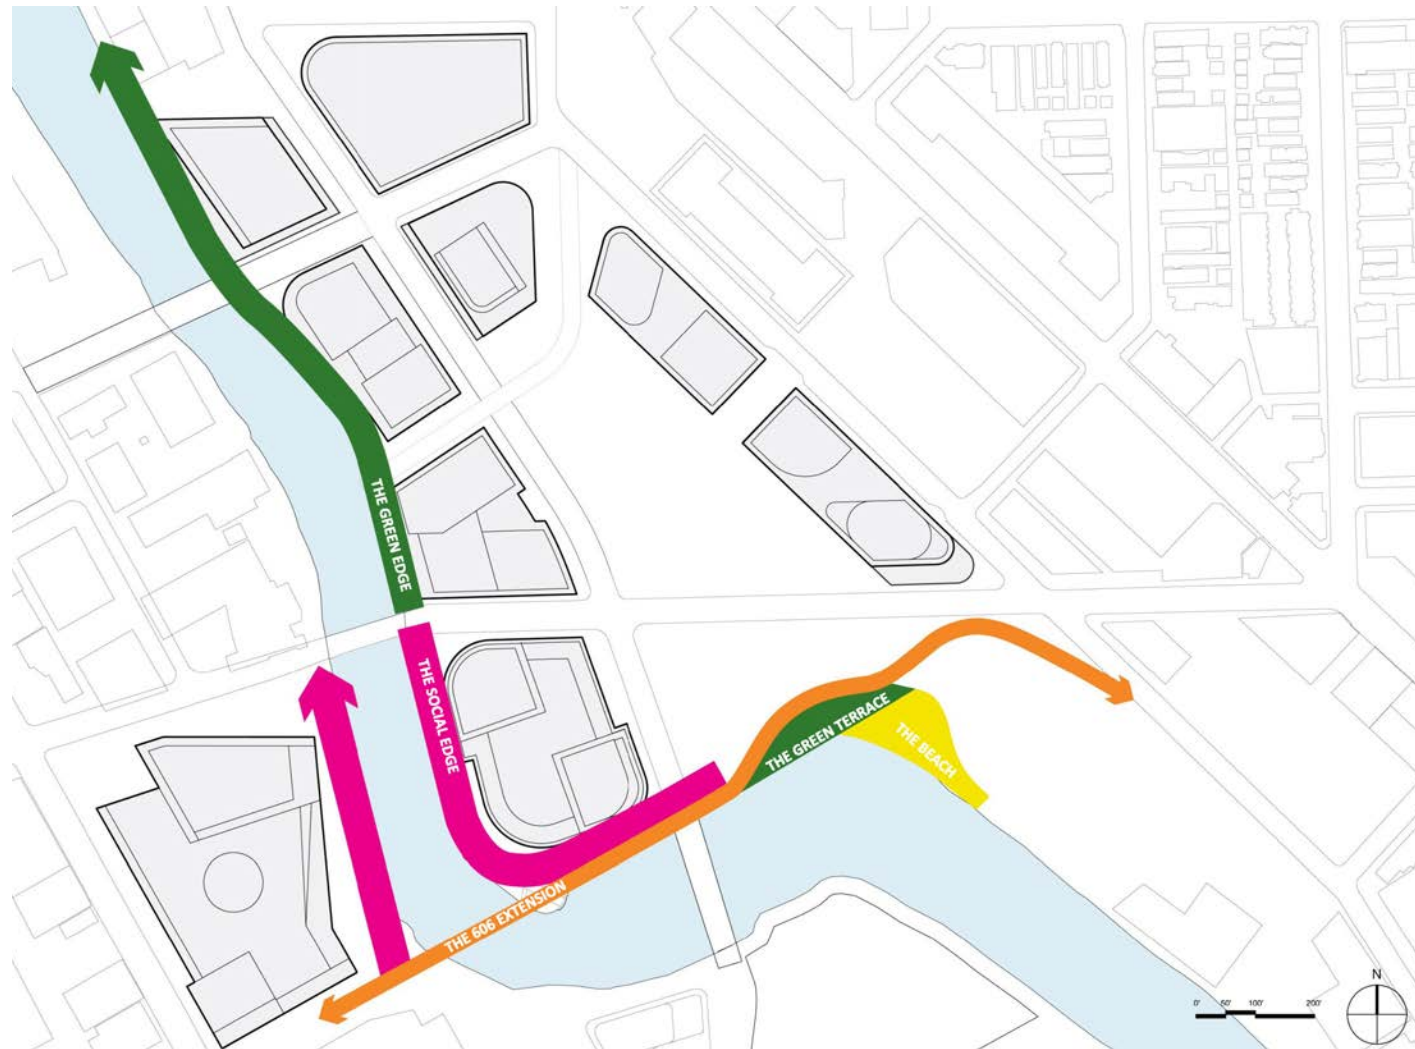 THE GREEN EDGE
THE SOCIAL EDGE
THE GREEN TERRACE
THE BEACH
THE 606 EXTENSION
N
0' 50' 100' 200'